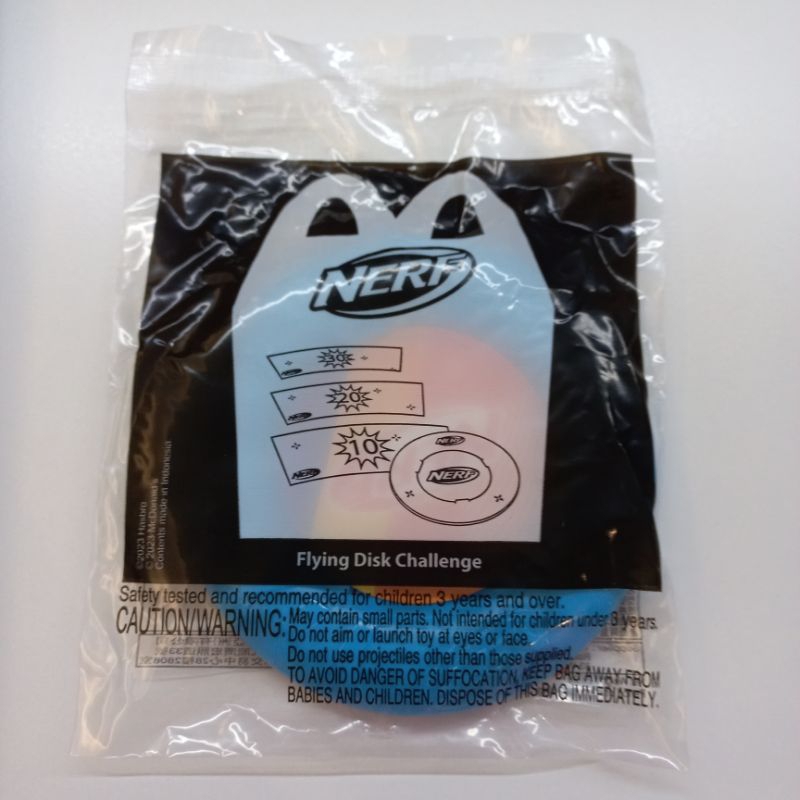 NERF
30
20
10
NERF
NERF
NERF
NERF
©2023 Hasbro
© 2023 McDonald's
Contents made in Indonesia
Flying Disk Challenge
Safety tested and recommended for children 3 years and over.
CAUTION/WARNING: May contain small parts. Not intended for children under 3 years.
Do not aim or launch toy at eyes or face.
Do not use projectiles other than those supplied.
TO AVOID DANGER OF SUFFOCATION, KEEP BAG AWAY FROM
BABIES AND CHILDREN. DISPOSE OF THIS BAG IMMEDIATELY.